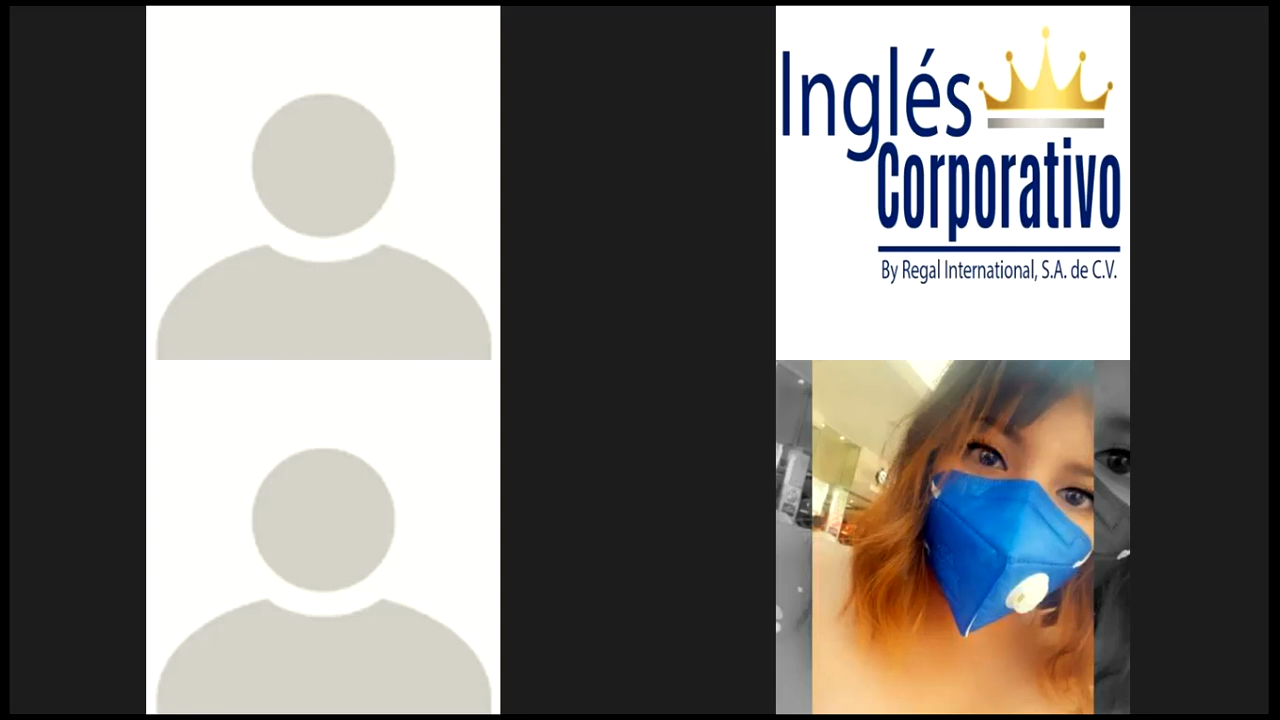 Inglés
Corporativo
By Regal International, S.A. de C.V.